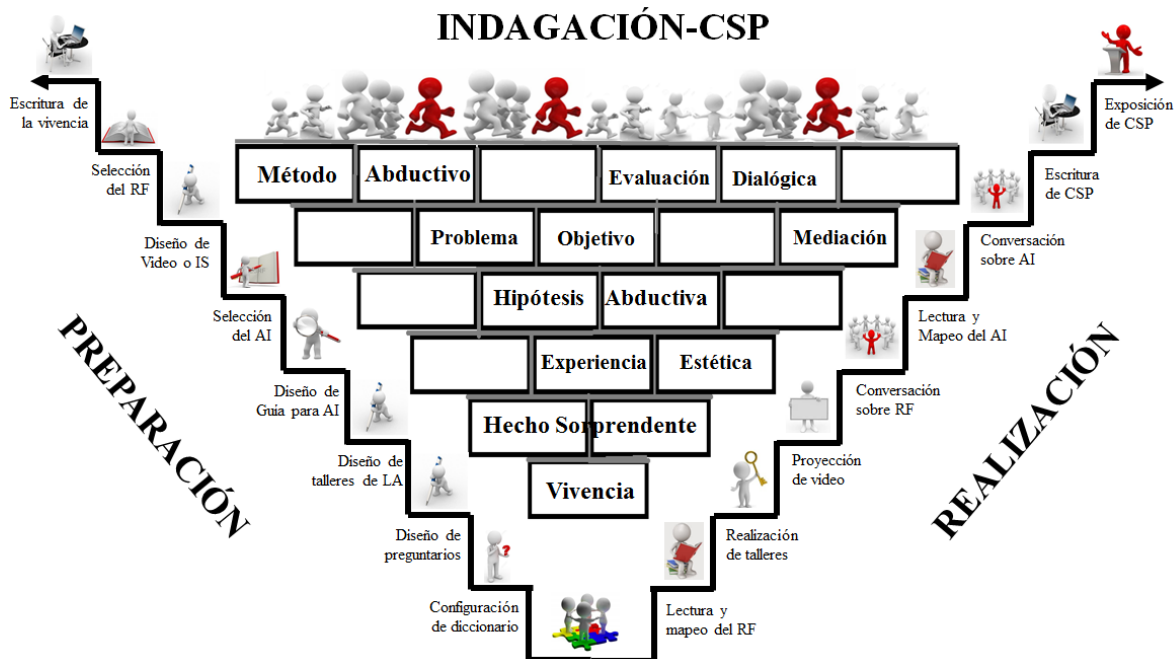 INDAGACIÓN-CSP
Escritura de
la vivencia
Selección
del RF
Diseño de
Video o IS
Selección
del AI
Diseño de
Guia para AI
Diseño de
talleres de LA
Diseño de
preguntarios
Configuración
de diccionario
PREPARACIÓN
Método Abductivo Evaluación Dialógica
Problema Objetivo Mediación
Hipótesis Abductiva
Experiencia Estética
Hecho Sorprendente
Vivencia
Exposición
de CSP
Escritura
de CSP
Conversación
sobre AI
Lectura y
Mapeo del AI
Conversación
sobre RF
Proyección
de video
Realización
de talleres
Lectura y
mapeo del RF
REALIZACIÓN